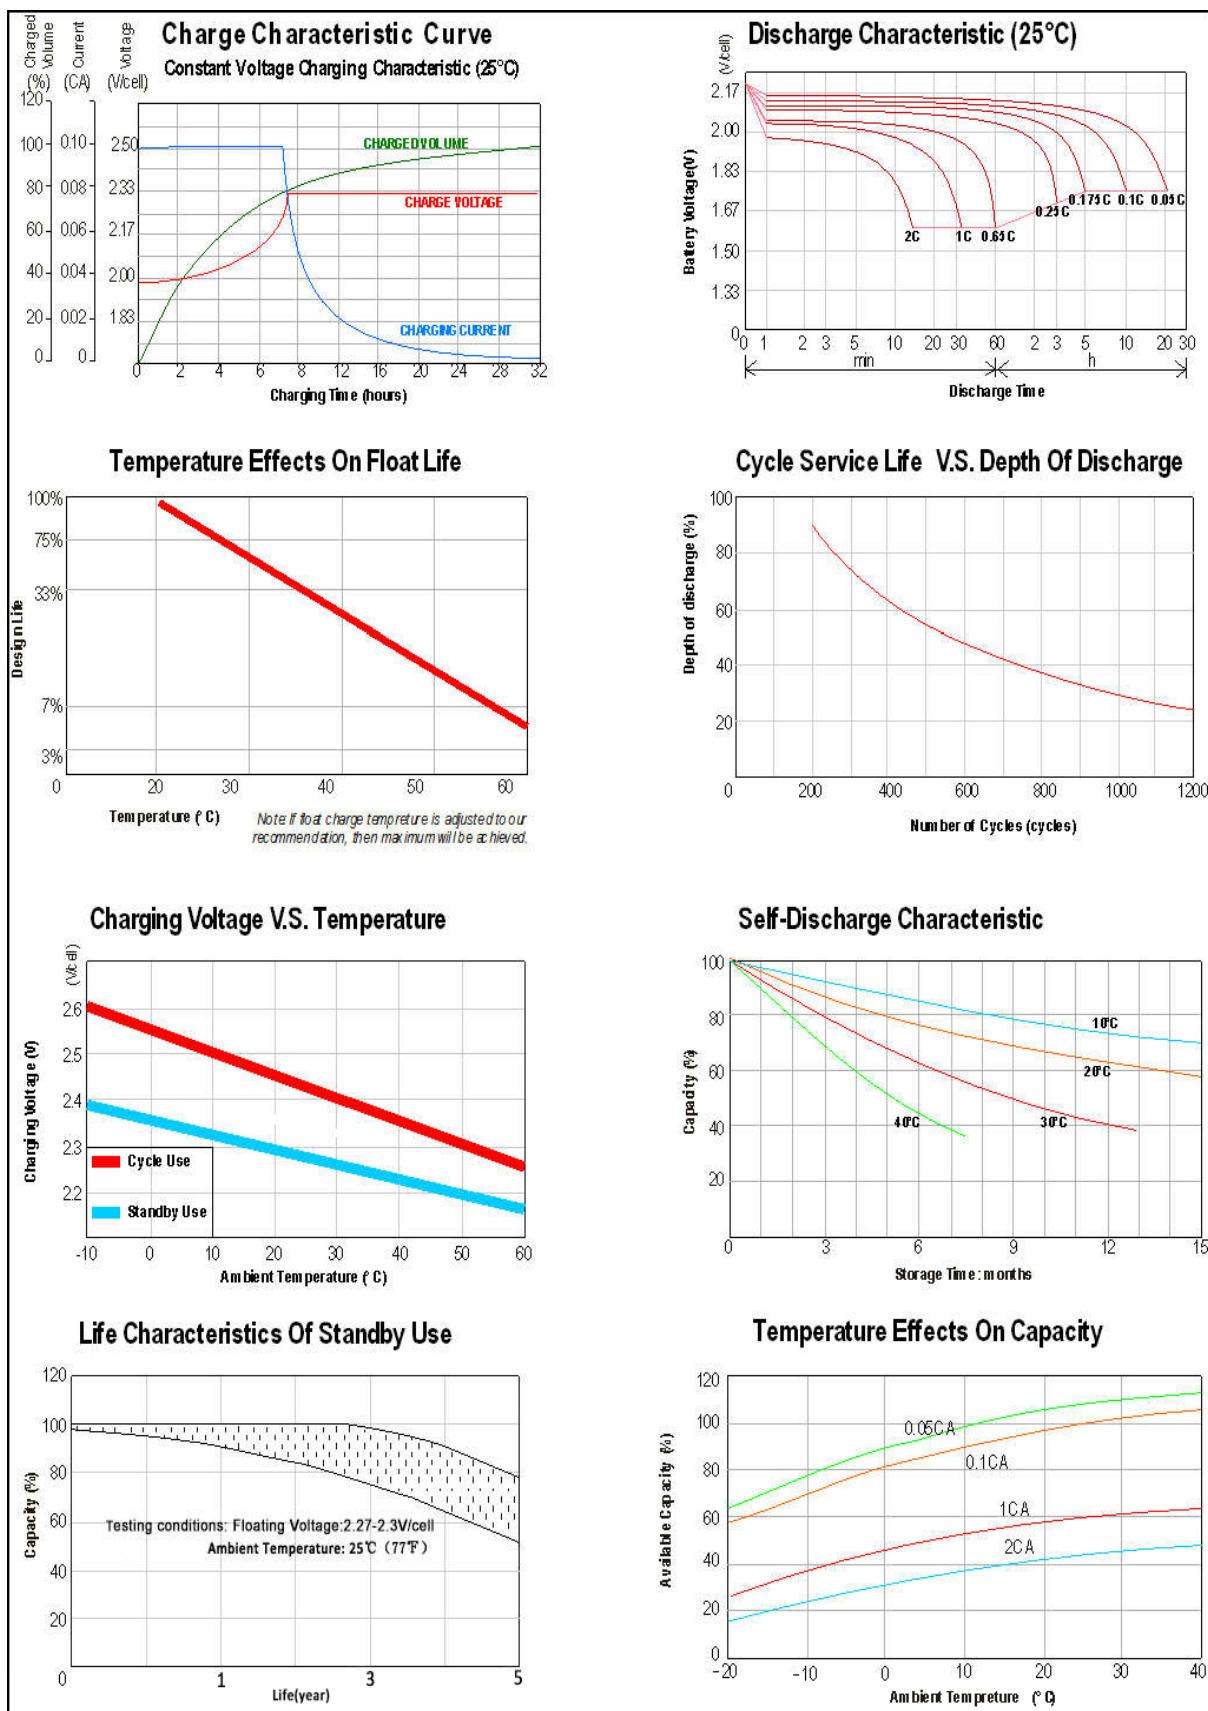 Charge Characteristic Curve
Constant Voltage Charging Characteristic (25°C)
Charged Volume
Current
Voltage
(%) (CA) (V/cell)
120
100 0.10 2.50
80 0.08 2.33
60 0.06 2.17
40 0.04 2.00
20 0.02 1.83
0 0
CHARGED VOLUME
CHARGE VOLTAGE
CHARGING CURRENT
0 2 4 6 8 12 16 20 24 28 32
Charging Time (hours)
Discharge Characteristic (25°C)
(V/cell)
Battery Voltage(V)
2.17
2.00
1.83
1.67
1.50
1.33
0
2C 1C 0.65C 0.25C 0.175C 0.1C 0.05C
0 1 2 3 5 10 20 30 60 2 3 5 10 20 30
min h
Discharge Time
Temperature Effects On Float Life
Design Life
100%
75%
33%
7%
3%
0 20 30 40 50 60
Temperature (°C)
Note: If float charge tempreture is adjusted to our
recommendation, then maximum will be achieved.
Cycle Service Life V.S. Depth Of Discharge
Depth of discharge (%)
100
80
60
40
20
0 200 400 600 800 1000 1200
Number of Cycles (cycles)
Charging Voltage V.S. Temperature
(V/cell)
Charging Voltage (V)
2.6
2.5
2.4
2.3
2.2
Cycle Use
Standby Use
-10 0 10 20 30 40 50 60
Ambient Temperature (°C)
Self-Discharge Characteristic
Capacity (%)
100
80
60
40
20
10°C
20°C
30°C
40°C
0 3 6 9 12 15
Storage Time: months
Life Characteristics Of Standby Use
Capacity (%)
120
100
80
60
40
20
0 1 3 5
Testing conditions: Floating Voltage:2.27-2.3V/cell
Ambient Temperature: 25℃ (77℉)
Life(year)
Temperature Effects On Capacity
Available Capacity (%)
120
100
80
60
40
20
0
0.05CA
0.1CA
1CA
2CA
-20 -10 0 10 20 30 40
Ambient Tempreture (°C)